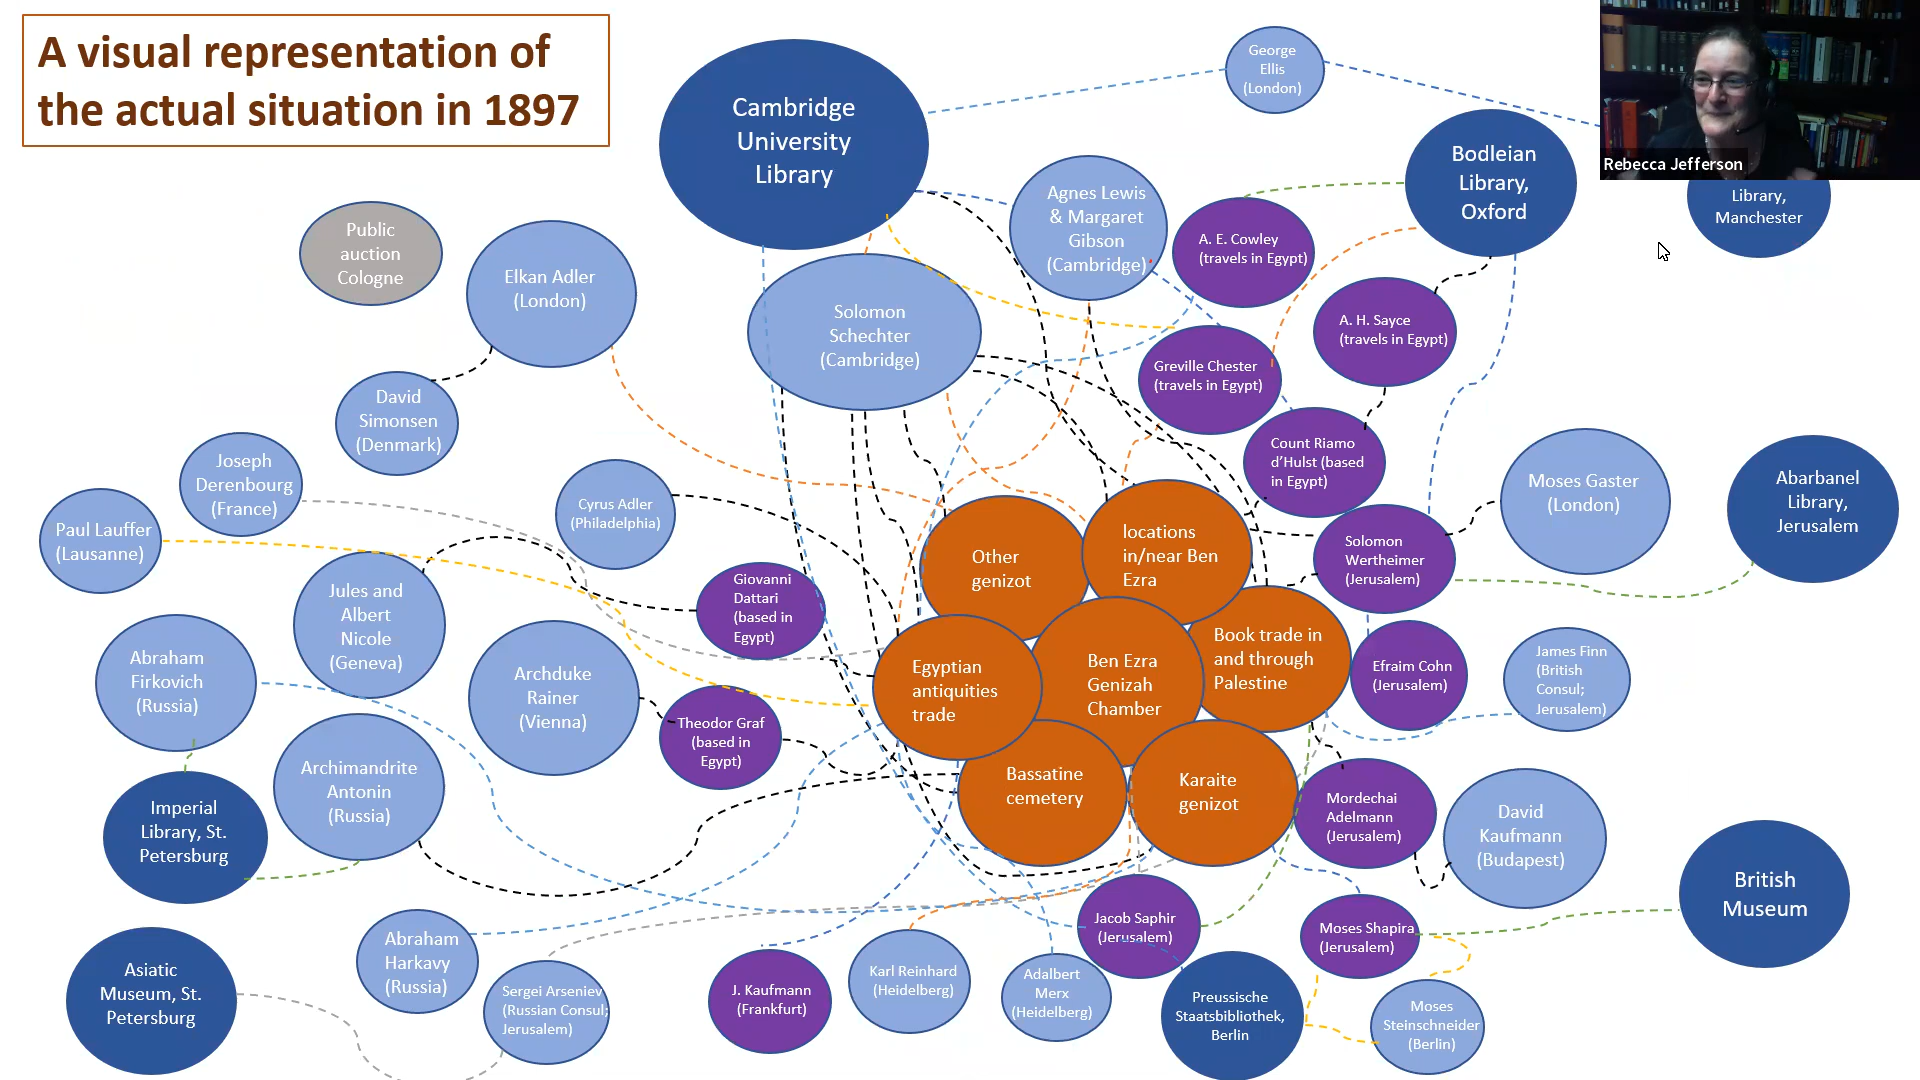 A visual representation of
the actual situation in 1897
Cambridge
University
Library
George
Ellis
(London)
Bodleian
Library,
Oxford
Rebecca Jefferson
Library,
Manchester
Agnes Lewis
& Margaret
Gibson
(Cambridge)
A. E. Cowley
(travels in Egypt)
Public
auction
Cologne
Elkan Adler
(London)
Solomon
Schechter
(Cambridge)
A. H. Sayce
(travels in Egypt)
Greville Chester
(travels in Egypt)
David
Simonsen
(Denmark)
Count Riamo
d'Hulst (based
in Egypt)
Joseph
Derenbourg
(France)
Moses Gaster
(London)
Abarbanel
Library,
Jerusalem
Paul Lauffer
(Lausanne)
Cyrus Adler
(Philadelphia)
Other
genizot
locations
in/near Ben
Ezra
Solomon
Wertheimer
(Jerusalem)
Jules and
Albert
Nicole
(Geneva)
Giovanni
Dattari
(based in
Egypt)
Abraham
Firkovich
(Russia)
Archduke
Rainer
(Vienna)
Egyptian
antiquities
trade
Ben Ezra
Genizah
Chamber
Book trade in
and through
Palestine
Efraim Cohn
(Jerusalem)
James Finn
(British
Consul;
Jerusalem)
Theodor Graf
(based in
Egypt)
Archimandrite
Antonin
(Russia)
Imperial
Library, St.
Petersburg
Bassatine
cemetery
Karaite
genizot
Mordechai
Adelmann
(Jerusalem)
David
Kaufmann
(Budapest)
British
Museum
Abraham
Harkavy
(Russia)
Asiatic
Museum, St.
Petersburg
Sergei Arseniev
(Russian Consul;
Jerusalem)
J. Kaufmann
(Frankfurt)
Karl Reinhard
(Heidelberg)
Adalbert
Merx
(Heidelberg)
Jacob Saphir
(Jerusalem)
Preussische
Staatsbibliothek,
Berlin
Moses Shapira
(Jerusalem)
Moses
Steinschneider
(Berlin)